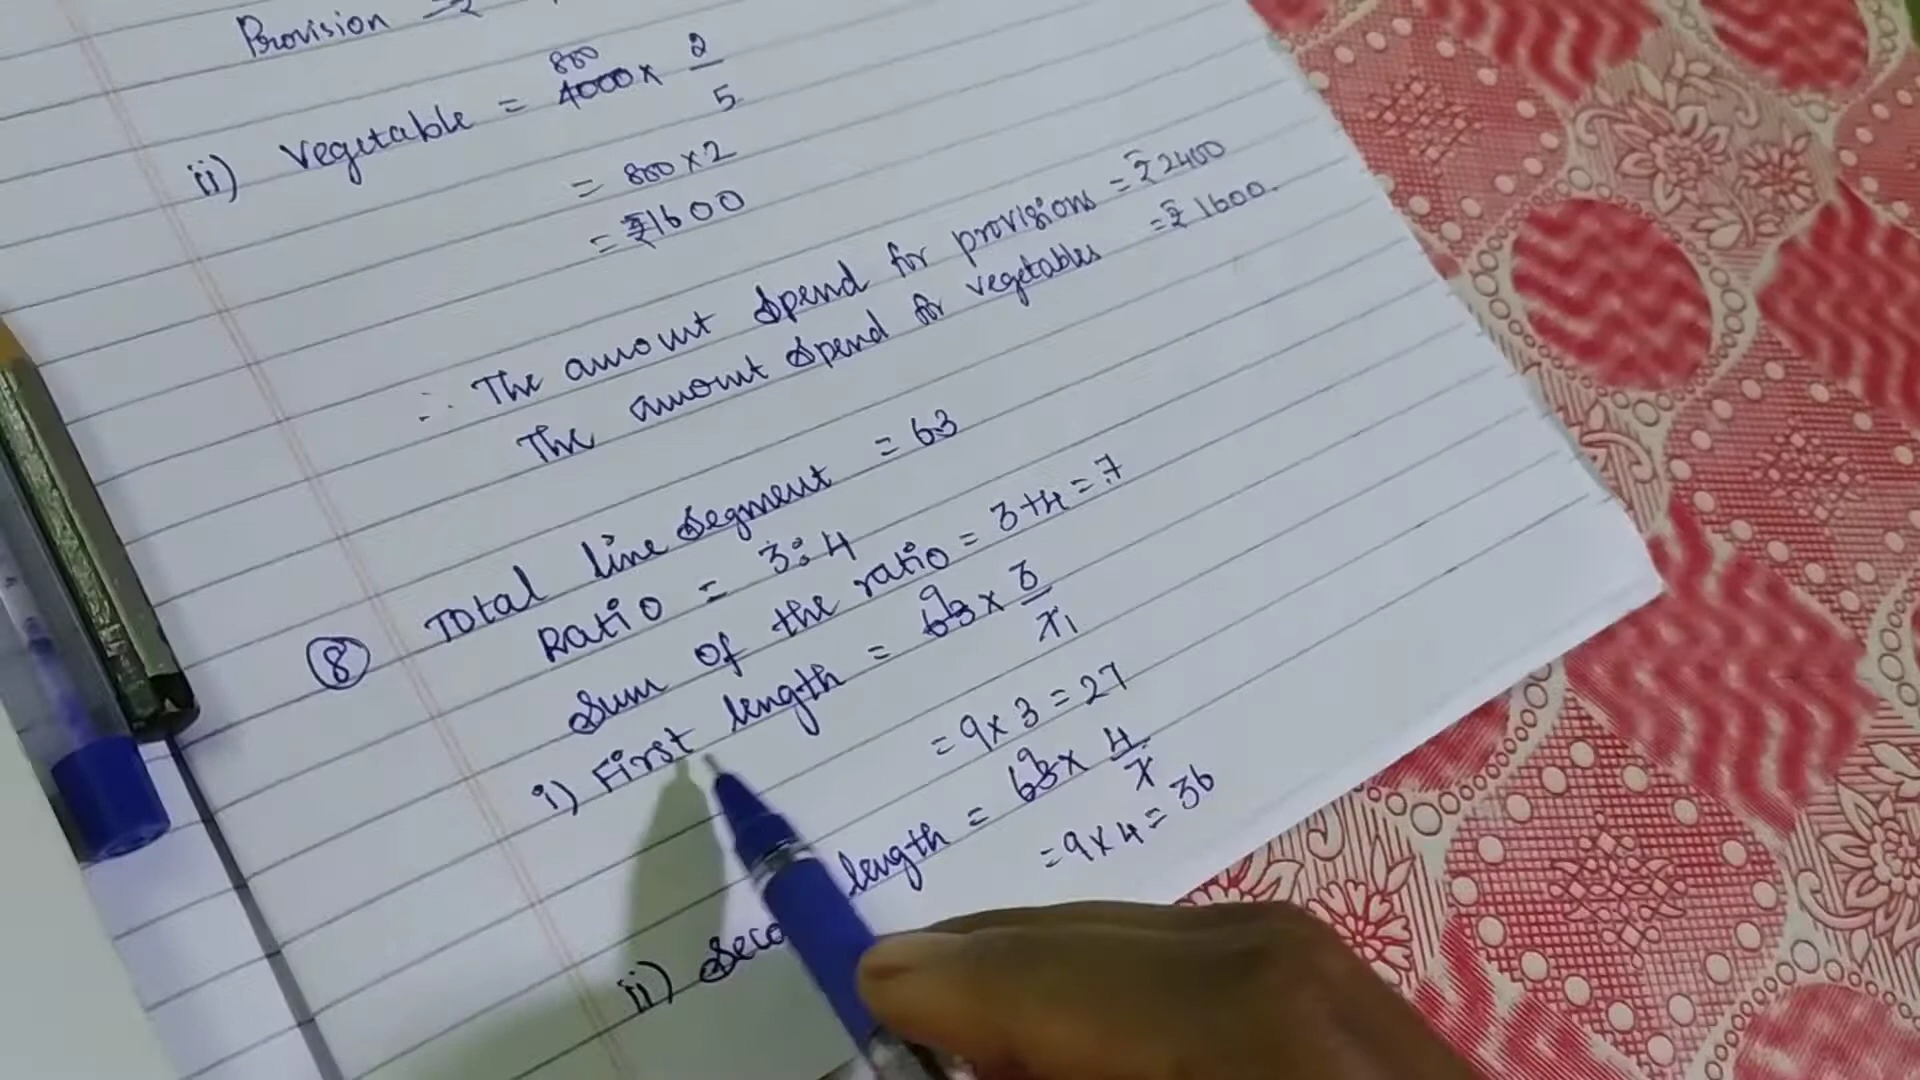 Provision
ii) Vegetable = 4000 × 2/5
800
= 800 × 2
= ₹1600
∴ The amount Spend for provisions = ₹2400
The amount Spend for vegetables = ₹1600.
8 Total line Segment = 63
Ratio = 3:4
Sum of the ratio = 3+4=7
i) First length = 63 × 3/7
9
1
= 9 × 3 = 27
ii) length = 63 × 4/7
9
= 9 × 4 = 36